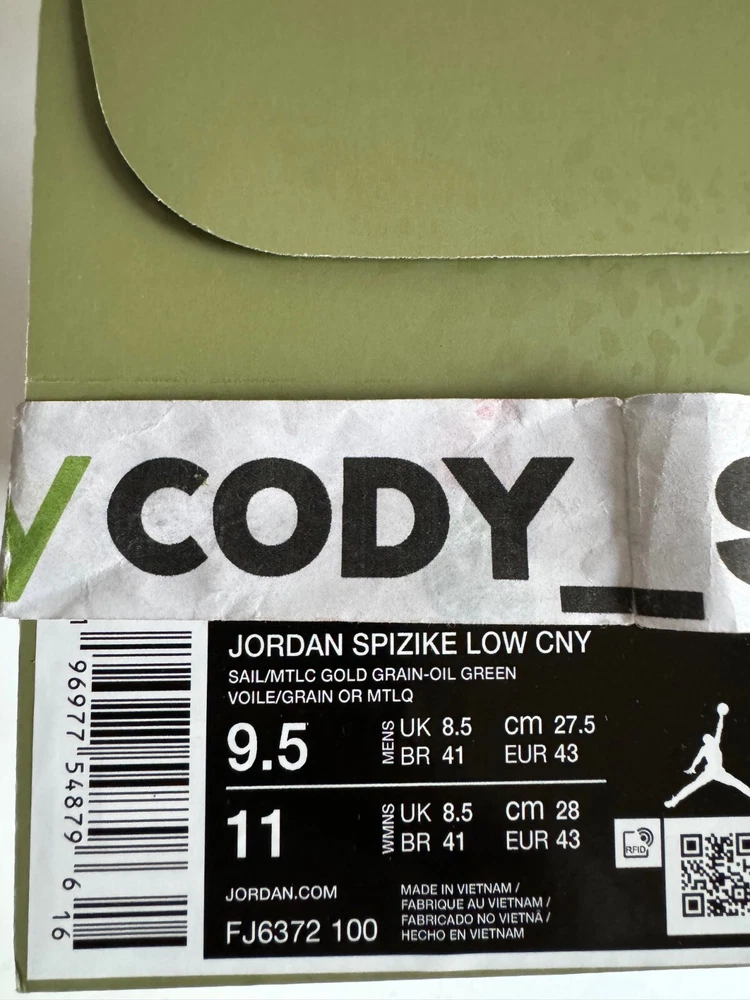 CODY_
JORDAN SPIZIKE LOW CNY
SAIL/MTLC GOLD GRAIN-OIL GREEN
VOILE/GRAIN OR MTLQ
9.5 MENS UK 8.5 cm 27.5
BR 41 EUR 43
11 WMNS UK 8.5 cm 28
BR 41 EUR 43
RFID
JORDAN.COM
FJ6372 100
MADE IN VIETNAM /
FABRIQUE AU VIETNAM /
FABRICADO NO VIETNÃ /
HECHO EN VIETNAM
1 96977 54879 6 16